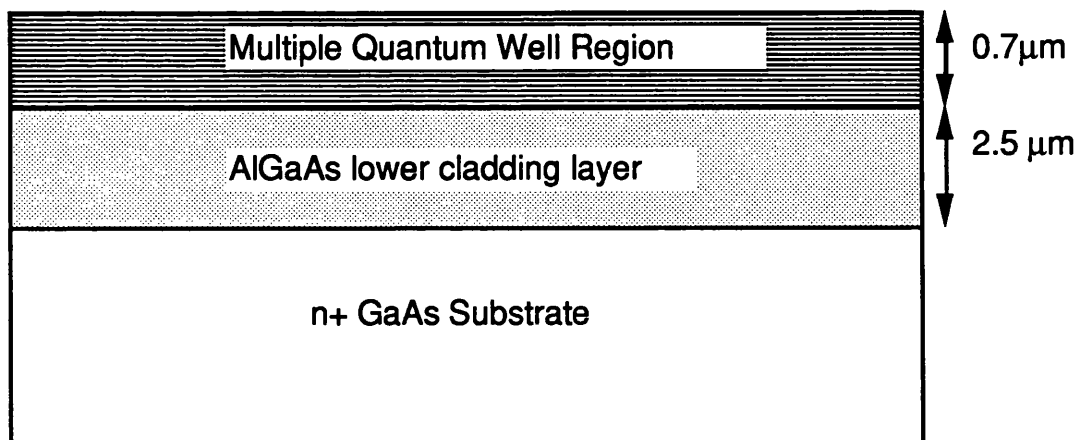 Multiple Quantum Well Region
0.7μm
AlGaAs lower cladding layer
2.5 μm
n+ GaAs Substrate